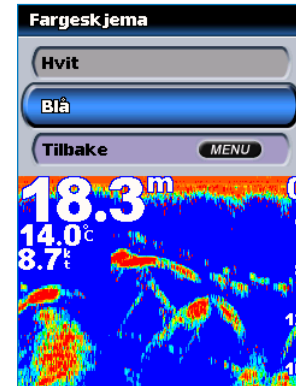 Fargeskjema
Hvit
Blå
Tilbake MENU
18.3m
14.0°C
8.7kt